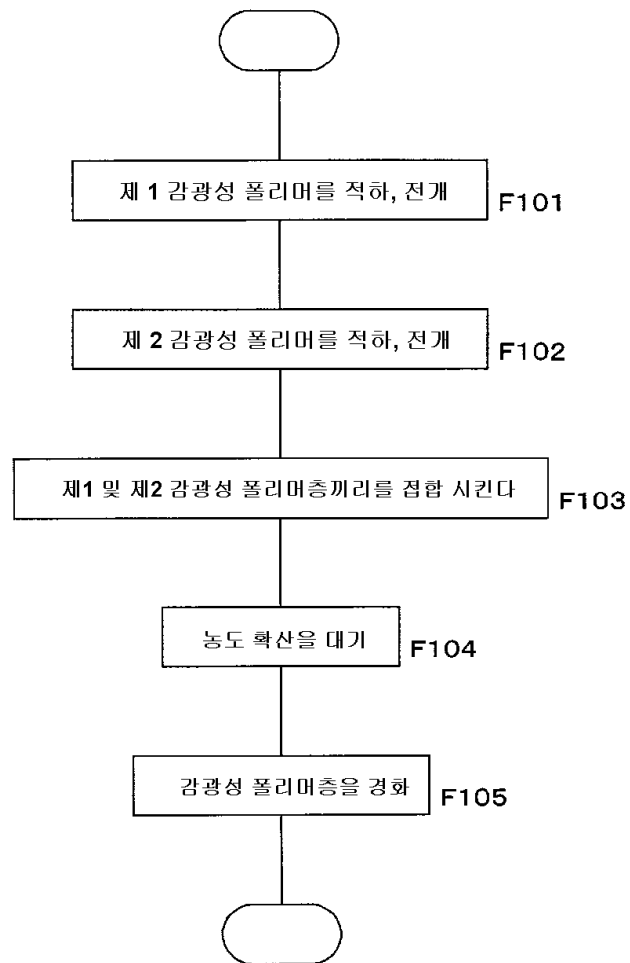 제 1 감광성 폴리머를 적하, 전개
F101
제 2 감광성 폴리머를 적하, 전개
F102
제1 및 제2 감광성 폴리머층끼리를 접합 시킨다
F103
농도 확산을 대기
F104
감광성 폴리머층을 경화
F105